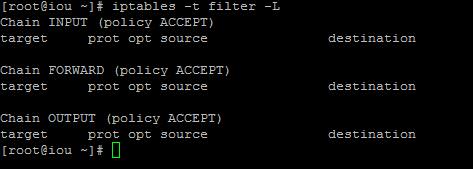 [root@iou ~]# iptables -t filter -L
Chain INPUT (policy ACCEPT)
target     prot opt source               destination

Chain FORWARD (policy ACCEPT)
target     prot opt source               destination

Chain OUTPUT (policy ACCEPT)
target     prot opt source               destination
[root@iou ~]#